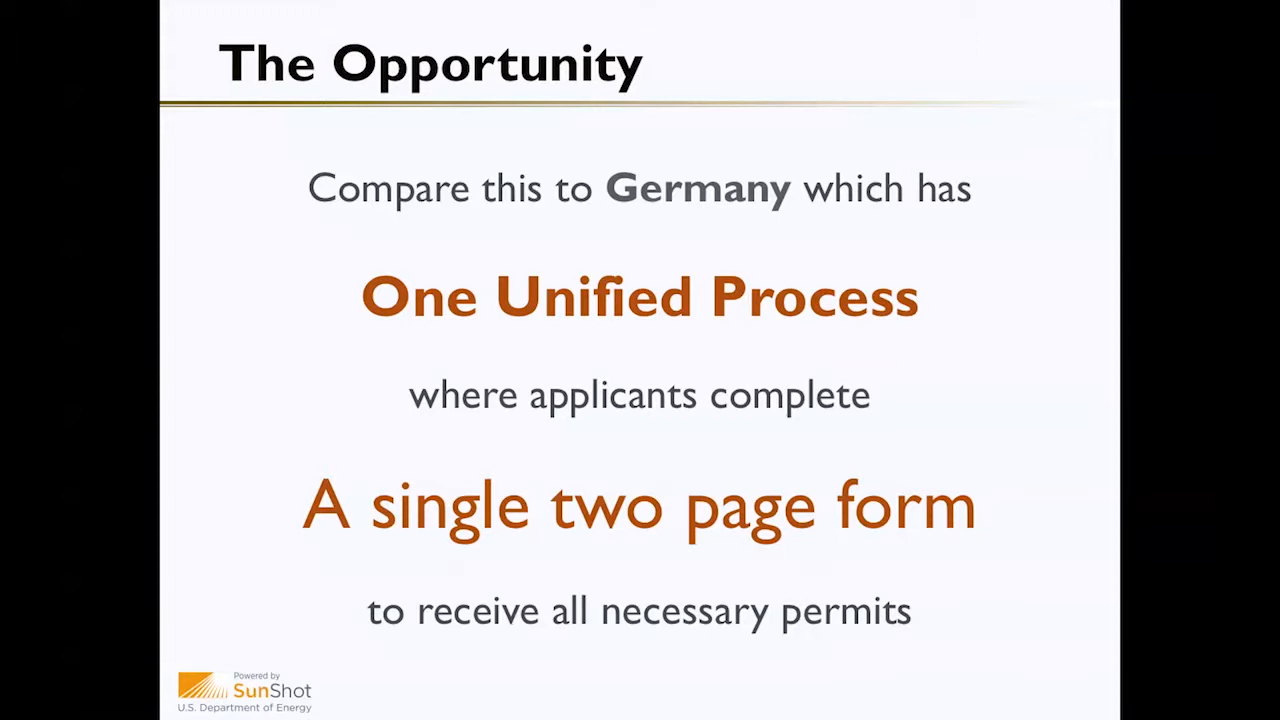 The Opportunity
Compare this to Germany which has
One Unified Process
where applicants complete
A single two page form
to receive all necessary permits
Powered by
SunShot
U.S. Department of Energy